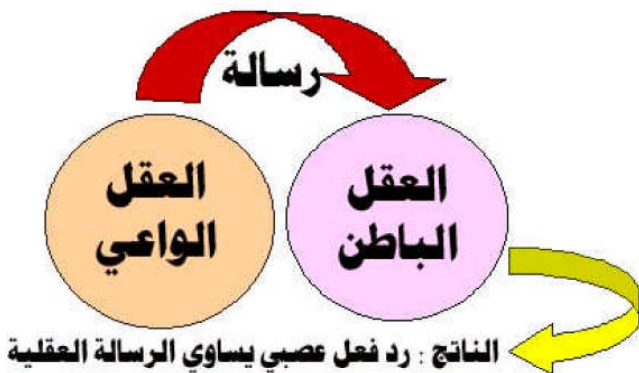 رسالة
العقل
الواعي
العقل
الباطن
الناتج : رد فعل عصبي يساوي الرسالة العقلية